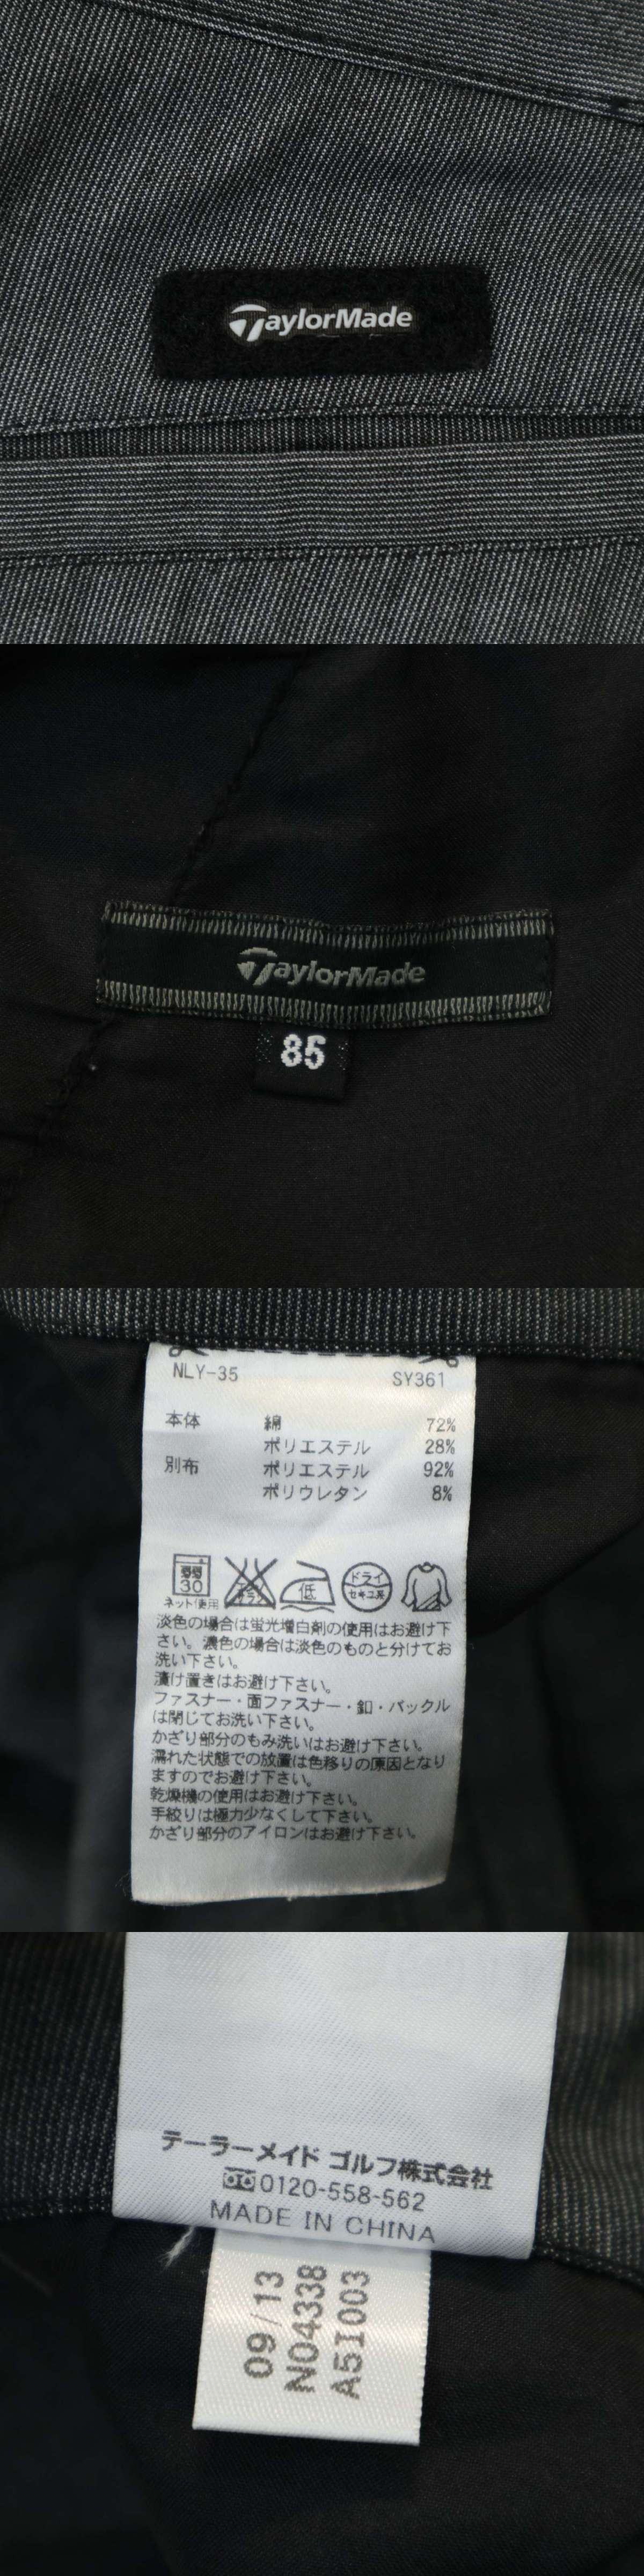 TaylorMade
TaylorMade
85
NLY-35 SY361
本体 綿 72%
ポリエステル 28%
別布 ポリエステル 92%
ポリウレタン 8%
30
ネット使用
低
ドライ
セキユ系
淡色の場合は蛍光増白剤の使用はお避け下
さい。濃色の場合は淡色のものと分けてお
洗い下さい。
漬け置きはお避け下さい。
ファスナー・面ファスナー・釦・バックル
は閉じてお洗い下さい。
かざり部分のもみ洗いはお避け下さい。
濡れた状態での放置は色移りの原因となり
ますのでお避け下さい。
乾燥機の使用はお避け下さい。
手絞りは極力少なくして下さい。
かざり部分のアイロンはお避け下さい。
テーラーメイド ゴルフ株式会社
0120-558-562
MADE IN CHINA
09/13
N04338
A5I003